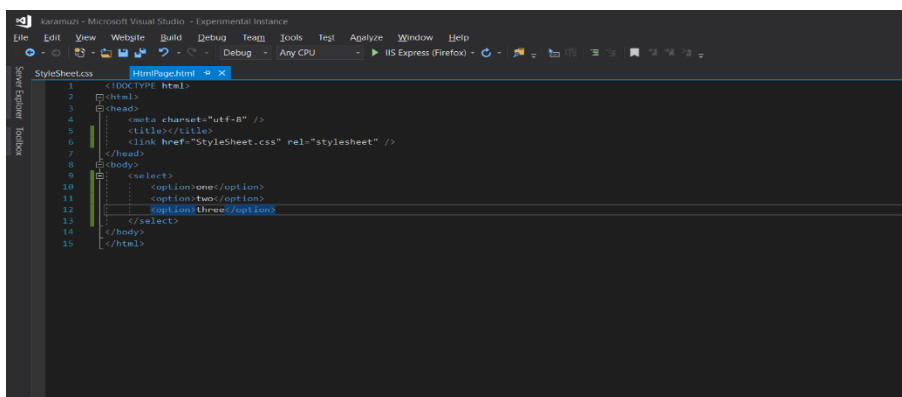 karamuzi - Microsoft Visual Studio - Experimental Instance
File Edit View Website Build Debug Team Tools Test Analyze Window Help
Debug Any CPU IIS Express (Firefox)
Server Explorer
Toolbox
StyleSheet.css HtmlPage.html
1 <!DOCTYPE html>
2 <html>
3 <head>
4 <meta charset="utf-8" />
5 <title></title>
6 <link href="StyleSheet.css" rel="stylesheet" />
7 </head>
8 <body>
9 <select>
10 <option>one</option>
11 <option>two</option>
12 <option>three</option>
13 </select>
14 </body>
15 </html>